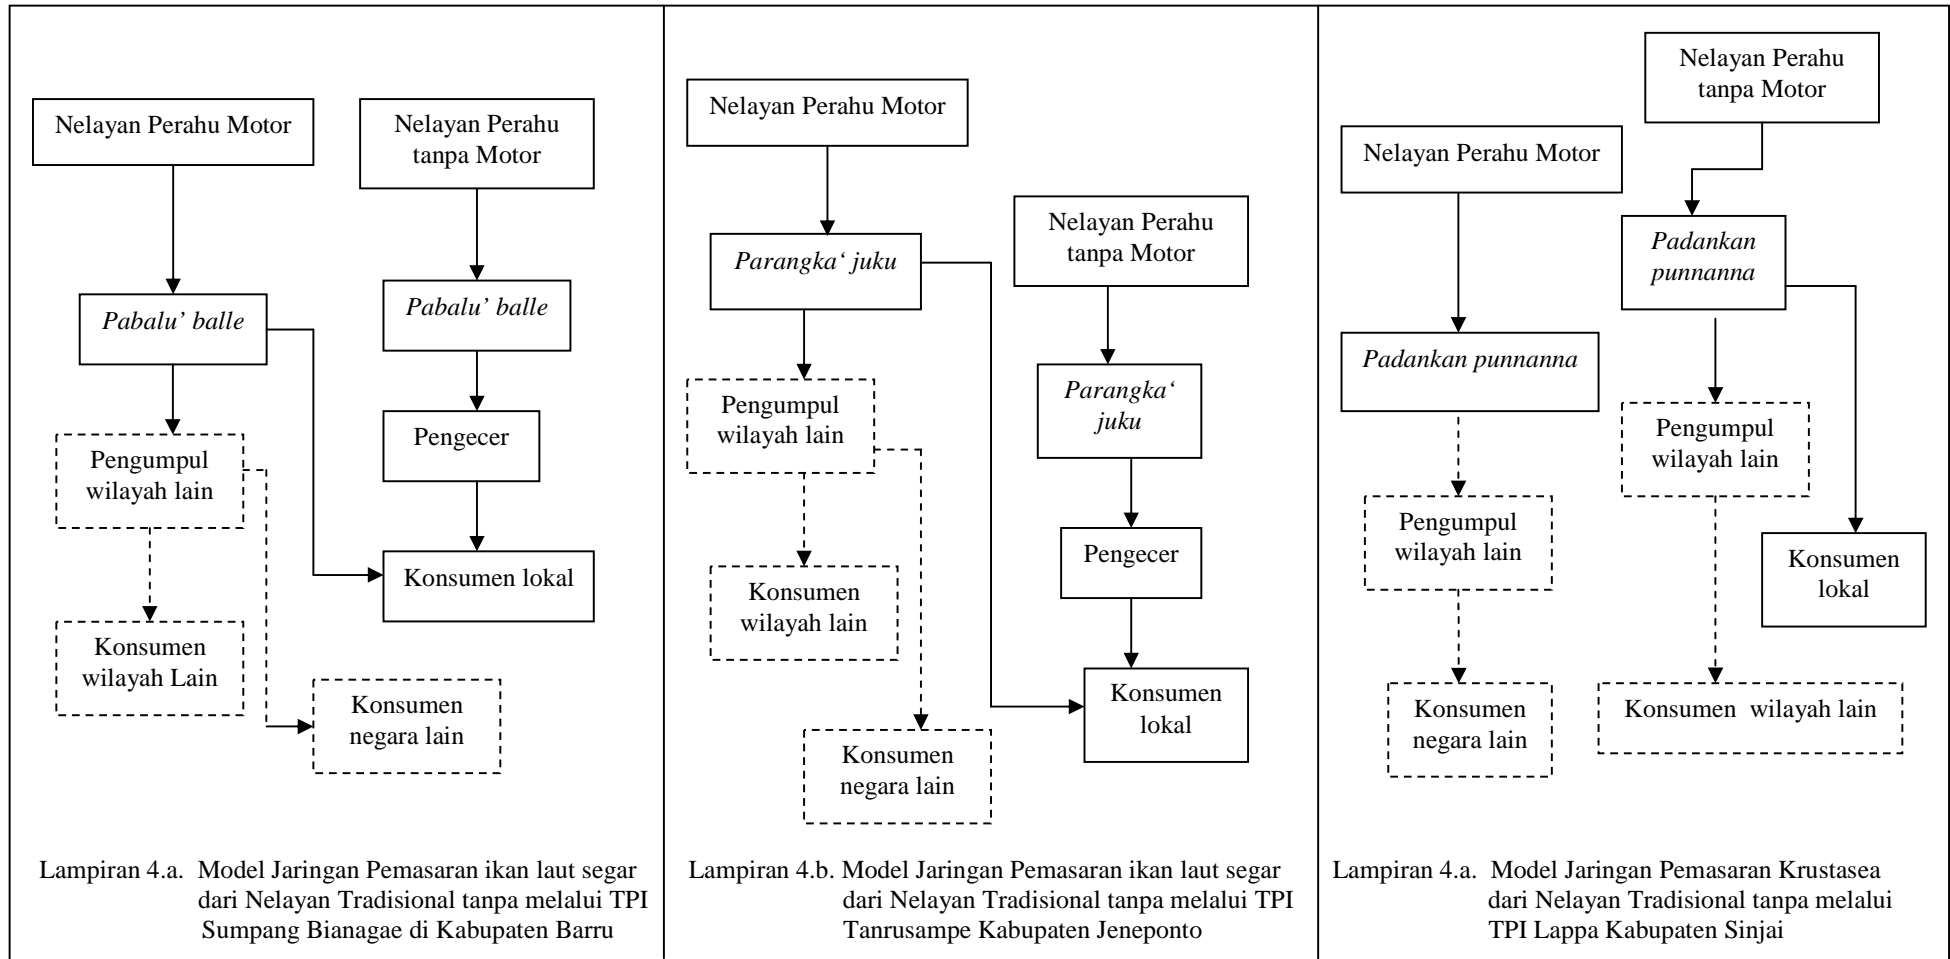 Nelayan Perahu Motor
Nelayan Perahu
tanpa Motor
Pabalu’ balle
Pabalu’ balle
Pengecer
Pengumpul
wilayah lain
Konsumen lokal
Konsumen
wilayah Lain
Konsumen
negara lain
Lampiran 4.a. Model Jaringan Pemasaran ikan laut segar
dari Nelayan Tradisional tanpa melalui TPI
Sumpang Bianagae di Kabupaten Barru
Nelayan Perahu Motor
Nelayan Perahu
tanpa Motor
Parangka‘ juku
Parangka‘
juku
Pengumpul
wilayah lain
Pengecer
Konsumen
wilayah lain
Konsumen
lokal
Konsumen
negara lain
Lampiran 4.b. Model Jaringan Pemasaran ikan laut segar
dari Nelayan Tradisional tanpa melalui TPI
Tanrusampe Kabupaten Jeneponto
Nelayan Perahu
tanpa Motor
Nelayan Perahu Motor
Padankan
punnanna
Padankan punnanna
Pengumpul
wilayah lain
Pengumpul
wilayah lain
Konsumen
lokal
Konsumen
negara lain
Konsumen wilayah lain
Lampiran 4.a. Model Jaringan Pemasaran Krustasea
dari Nelayan Tradisional tanpa melalui
TPI Lappa Kabupaten Sinjai